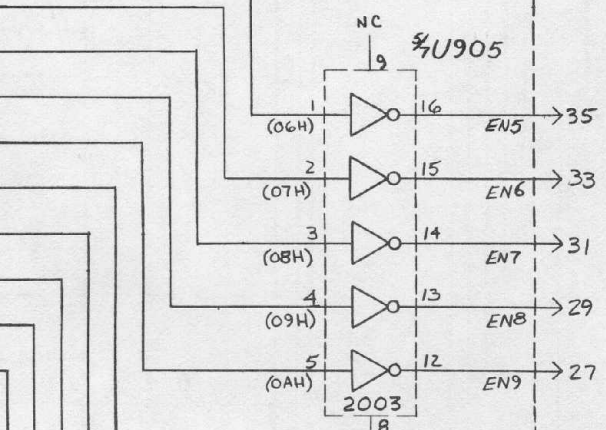 NC
5/7U905
9
1 16 35
(06H) EN5
2 15 33
(07H) EN6
3 14 31
(08H) EN7
4 13 29
(09H) EN8
5 12 27
(0AH) EN9
2003
8